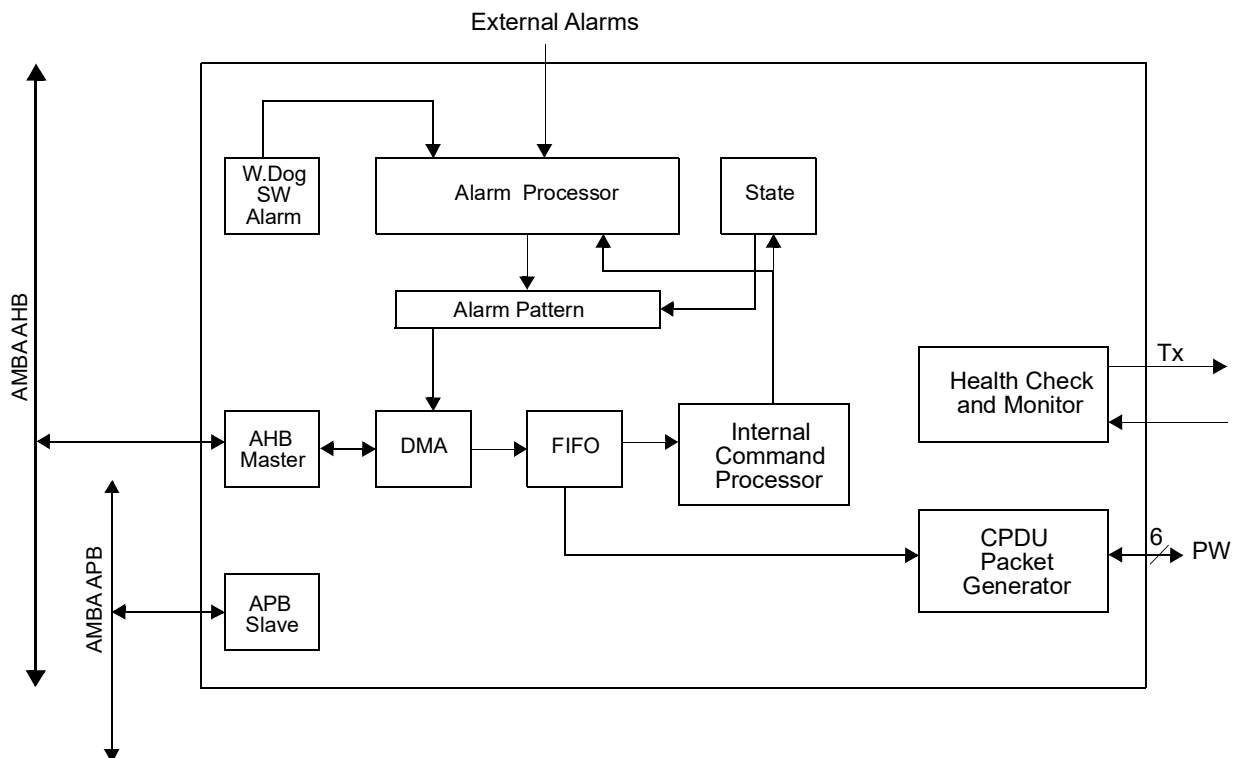 External Alarms
W.Dog
SW
Alarm
Alarm Processor
State
Alarm Pattern
AMBA AHB
Health Check
and Monitor
Tx
AHB
Master
DMA
FIFO
Internal
Command
Processor
CPDU
Packet
Generator
6
PW
AMBA APB
APB
Slave